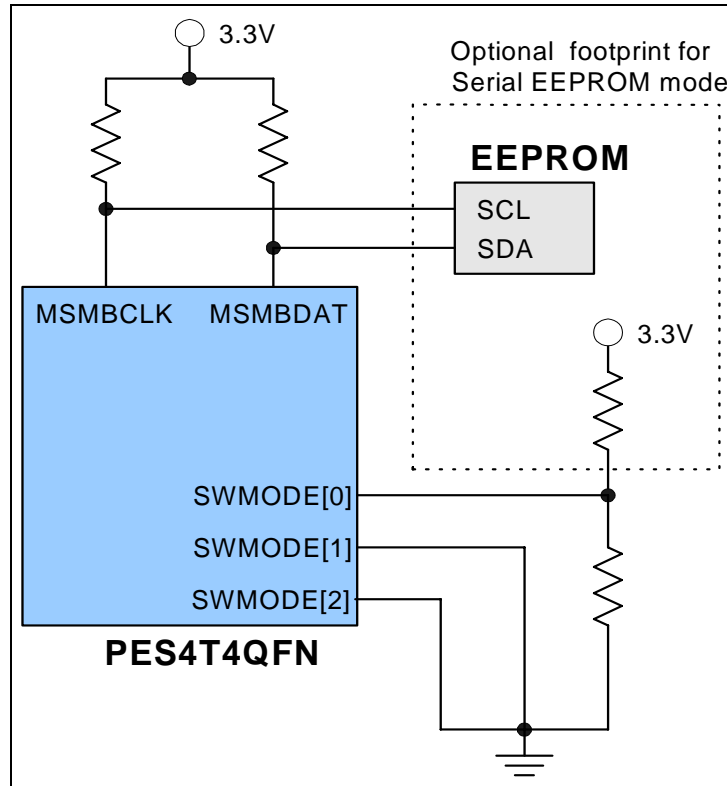 3.3V
Optional footprint for
Serial EEPROM mode
EEPROM
SCL
SDA
MSMBCLK MSMBDAT
3.3V
SWMODE[0]
SWMODE[1]
SWMODE[2]
PES4T4QFN